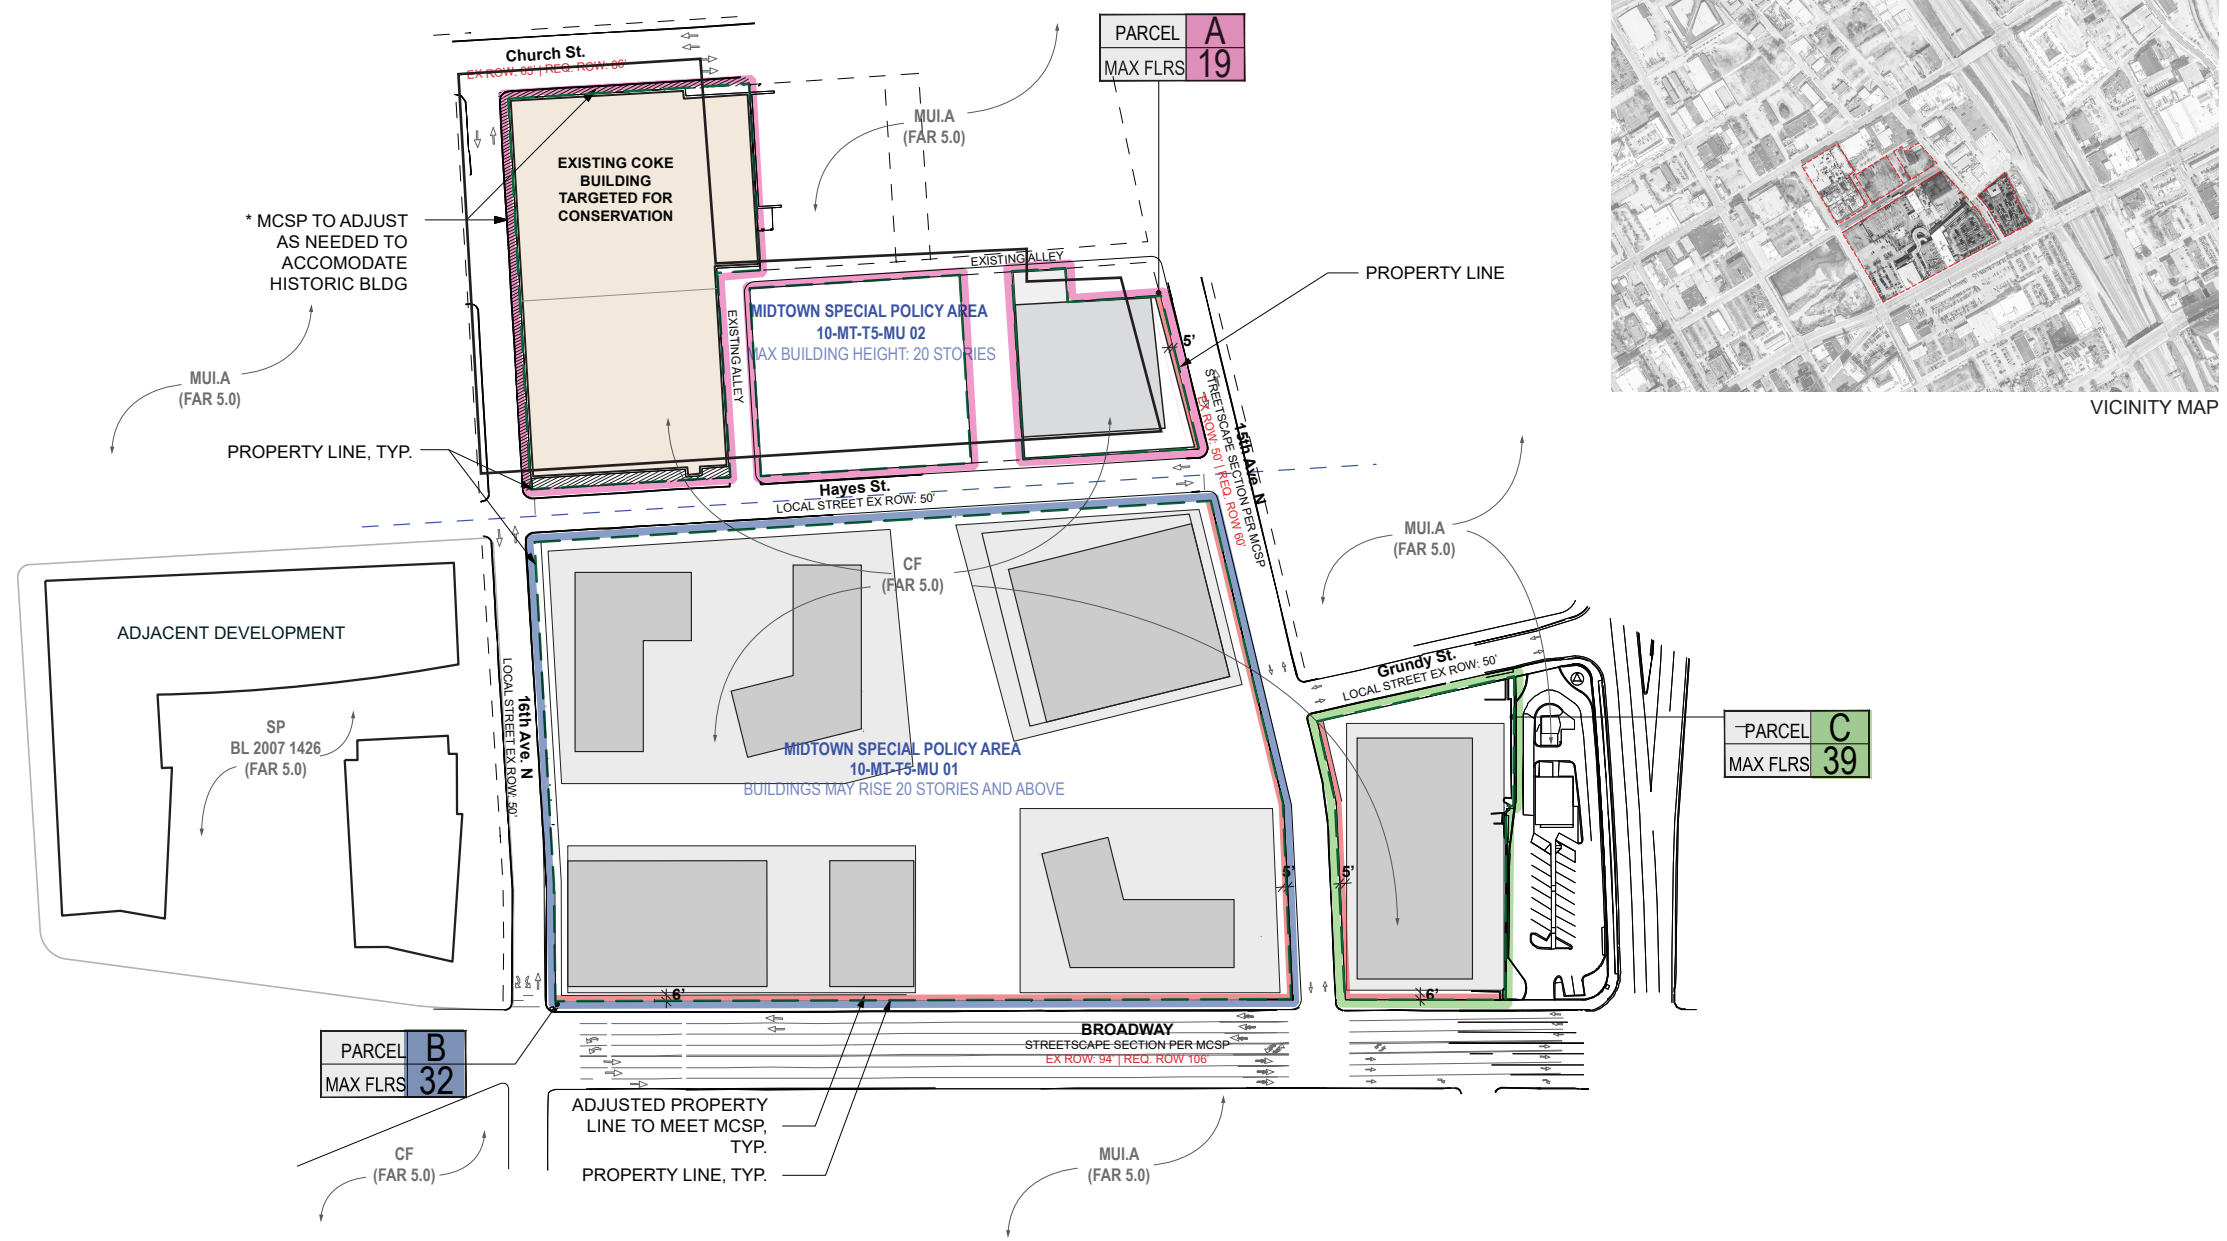 PARCEL A
MAX FLRS 19
Church St.
EX ROW: 65' | REQ. ROW: 66'
MUI.A
(FAR 5.0)
EXISTING COKE
BUILDING
TARGETED FOR
CONSERVATION
* MCSP TO ADJUST
AS NEEDED TO
ACCOMODATE
HISTORIC BLDG
EXISTING ALLEY
PROPERTY LINE
MIDTOWN SPECIAL POLICY AREA
10-MT-T5-MU 02
MAX BUILDING HEIGHT: 20 STORIES
EXISTING ALLEY
5'
MUI.A
(FAR 5.0)
VICINITY MAP
PROPERTY LINE, TYP.
15th Ave. N
STREETSCAPE SECTION PER MCSP
EX ROW: 50' | REQ. ROW 60'
Hayes St.
LOCAL STREET EX ROW: 50'
MUI.A
(FAR 5.0)
CF
(FAR 5.0)
ADJACENT DEVELOPMENT
Grundy St.
LOCAL STREET EX ROW: 50'
16th Ave. N
LOCAL STREET EX ROW: 50'
SP
BL 2007 1426
(FAR 5.0)
MIDTOWN SPECIAL POLICY AREA
10-MT-T5-MU 01
BUILDINGS MAY RISE 20 STORIES AND ABOVE
PARCEL C
MAX FLRS 39
5'
5'
6'
6'
BROADWAY
STREETSCAPE SECTION PER MCSP
EX ROW: 94' | REQ. ROW 106'
PARCEL B
MAX FLRS 32
ADJUSTED PROPERTY
LINE TO MEET MCSP,
TYP.
PROPERTY LINE, TYP.
CF
(FAR 5.0)
MUI.A
(FAR 5.0)